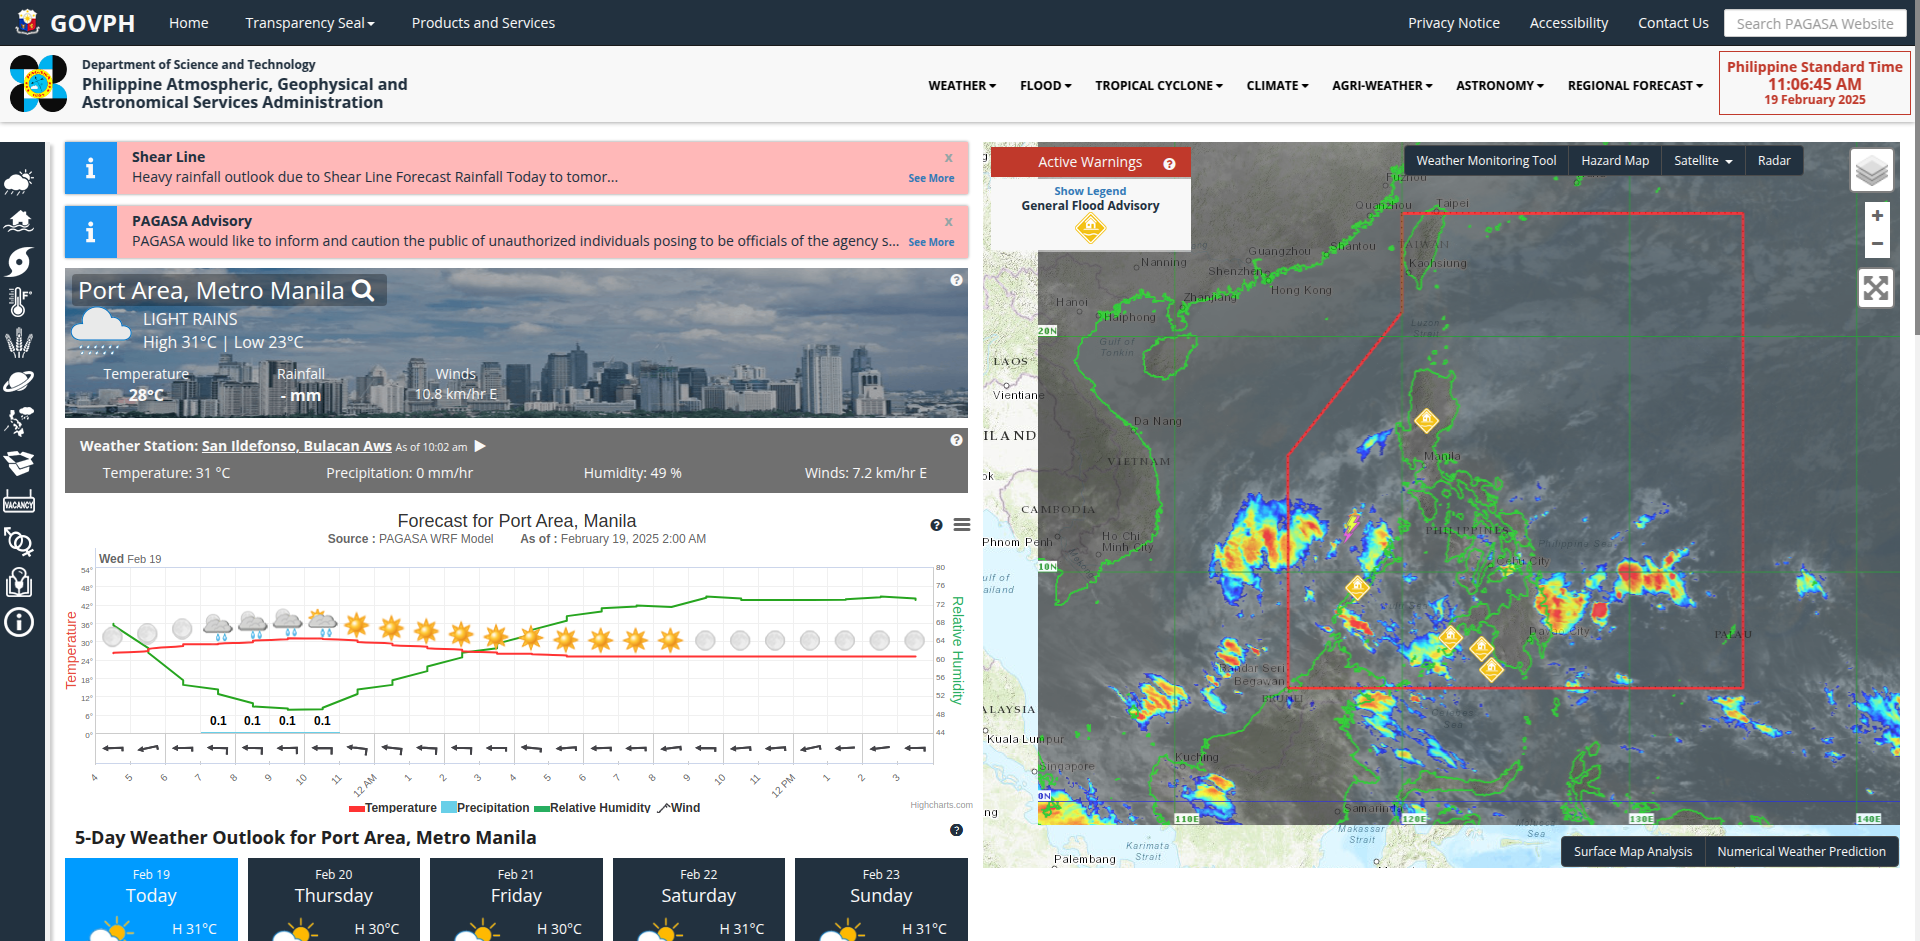 GOVPH
Home
Transparency Seal
Products and Services
Privacy Notice
Accessibility
Contact Us
Search PAGASA Website
Department of Science and Technology
Philippine Atmospheric, Geophysical and
Astronomical Services Administration
WEATHER
FLOOD
TROPICAL CYCLONE
CLIMATE
AGRI-WEATHER
ASTRONOMY
REGIONAL FORECAST
Philippine Standard Time
11:06:45 AM
19 February 2025
VACANCY
Shear Line
x
Heavy rainfall outlook due to Shear Line Forecast Rainfall Today to tomor...
See More
PAGASA Advisory
x
PAGASA would like to inform and caution the public of unauthorized individuals posing to be officials of the agency s...
See More
Port Area, Metro Manila
LIGHT RAINS
High 31°C | Low 23°C
Temperature
28°C
Rainfall
- mm
Winds
10.8 km/hr E
Weather Station: San Ildefonso, Bulacan Aws As of 10:02 am
Temperature: 31 °C
Precipitation: 0 mm/hr
Humidity: 49 %
Winds: 7.2 km/hr E
Forecast for Port Area, Manila
Source : PAGASA WRF Model As of : February 19, 2025 2:00 AM
Wed Feb 19
Temperature
54°
48°
42°
36°
30°
24°
18°
12°
6°
0°
80
76
72
68
64
60
56
52
48
44
Relative Humidity
0.1
0.1
0.1
0.1
4
5
6
7
8
9
10
11
12 AM
1
2
3
4
5
6
7
8
9
10
11
12 PM
1
2
3
Temperature
Precipitation
Relative Humidity
Wind
Highcharts.com
5-Day Weather Outlook for Port Area, Metro Manila
Feb 19
Today
H 31°C
Feb 20
Thursday
H 30°C
Feb 21
Friday
H 30°C
Feb 22
Saturday
H 31°C
Feb 23
Sunday
H 31°C
Active Warnings
Show Legend
General Flood Advisory
Weather Monitoring Tool
Hazard Map
Satellite
Radar
+
−
Fuzhou
Quanzhou
Taipei
TAIWAN
Kaohsiung
Shantou
Guangzhou
Shenzhen
Hong Kong
Nanning
Zhanjiang
Hanoi
Haiphong
Gulf of
Tonkin
Luzon
Strait
20N
LAOS
Vientiane
Da Nang
ILAND
VIETNAM
Manila
ok
CAMBODIA
Phnom Penh
Ho Chi
Minh City
PHILIPPINES
Philippine Sea
Cebu City
10N
ulf of
ailand
Davao City
PALAU
Bandar Seri
Begawan
BRUNEI
ALAYSIA
Kuala Lumpur
Kuching
Singapore
0N
ng
Samarinda
110E
120E
130E
140E
Makassar
Strait
Karimata
Strait
Palembang
Sea
Surface Map Analysis
Numerical Weather Prediction